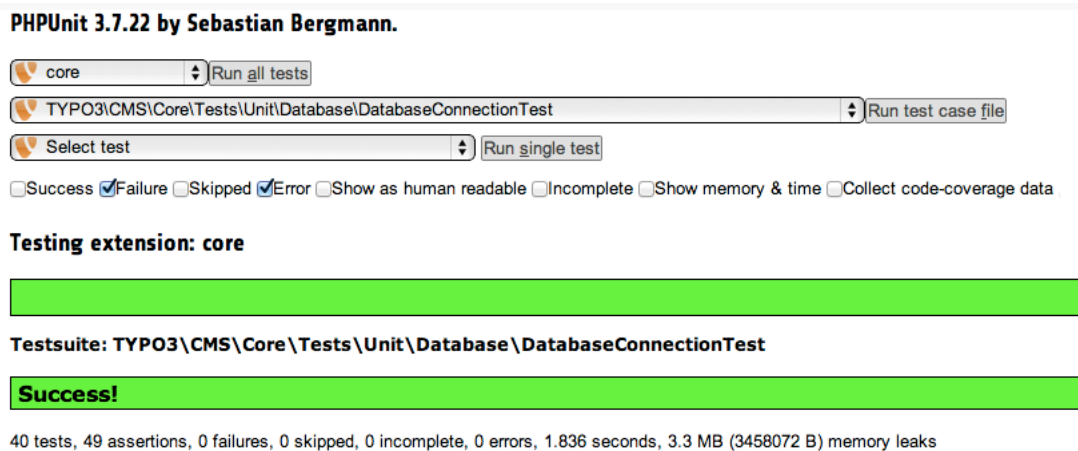 PHPUnit 3.7.22 by Sebastian Bergmann.
core Run all tests
TYPO3\CMS\Core\Tests\Unit\Database\DatabaseConnectionTest Run test case file
Select test Run single test
Success Failure Skipped Error Show as human readable Incomplete Show memory & time Collect code-coverage data
Testing extension: core
Testsuite: TYPO3\CMS\Core\Tests\Unit\Database\DatabaseConnectionTest
Success!
40 tests, 49 assertions, 0 failures, 0 skipped, 0 incomplete, 0 errors, 1.836 seconds, 3.3 MB (3458072 B) memory leaks